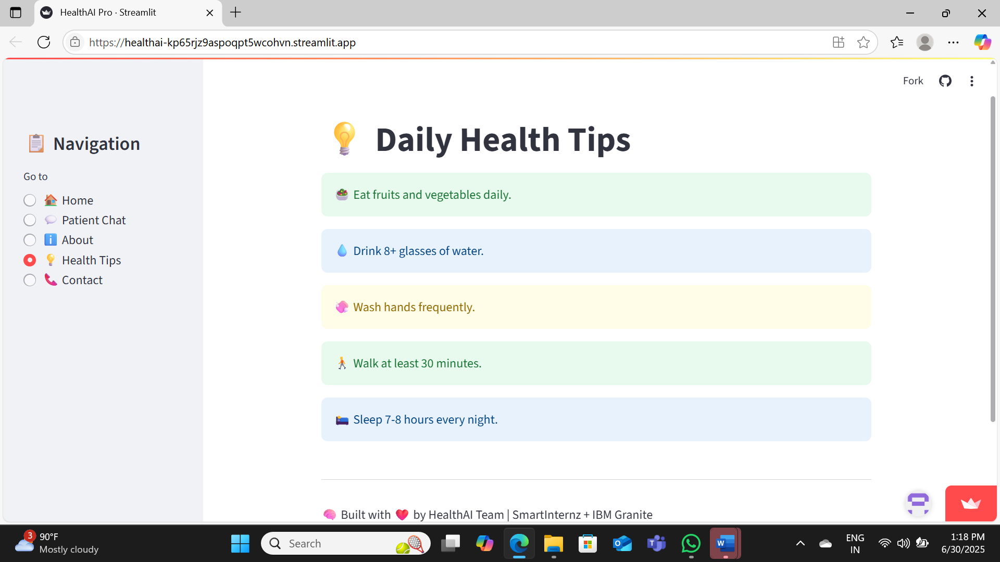 HealthAI Pro · Streamlit
https://healthai-kp65rjz9aspoqpt5wcohvn.streamlit.app
Fork
Navigation
Go to
Home
Patient Chat
About
Health Tips
Contact
Daily Health Tips
Eat fruits and vegetables daily.
Drink 8+ glasses of water.
Wash hands frequently.
Walk at least 30 minutes.
Sleep 7-8 hours every night.
Built with ❤️ by HealthAI Team | SmartInternz + IBM Granite
3
90°F
Mostly cloudy
Search
ENG
IN
1:18 PM
6/30/2025